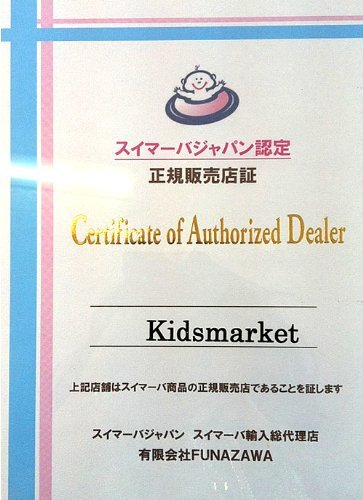 スイマーバジャパン認定
正規販売店証
Certificate of Authorized Dealer
Kidsmarket
上記店舗はスイマーバ商品の正規販売店であることを証します
スイマーバジャパン スイマーバ輸入総代理店
有限会社FUNAZAWA